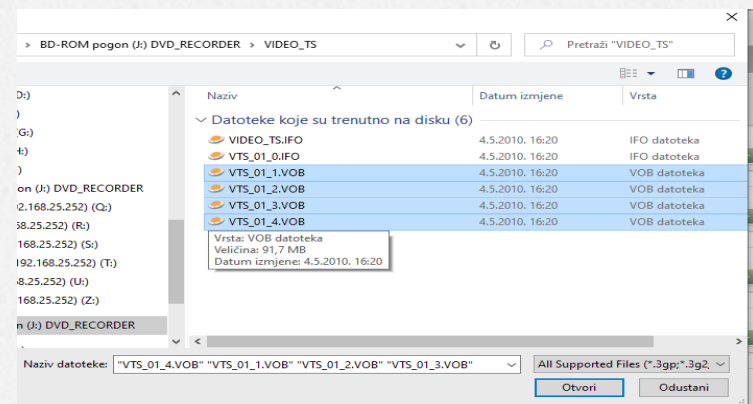 > BD-ROM pogon (J:) DVD_RECORDER > VIDEO_TS
Pretraži "VIDEO_TS"
D:)
)
G:)
)
on (J:) DVD_RECORDER
2.168.25.252) (Q:)
58.25.252) (R:)
168.25.252) (S:)
192.168.25.252) (T:)
58.25.252) (U:)
168.25.252) (Z:)
n (J:) DVD_RECORDER
Naziv Datum izmjene Vrsta
Datoteke koje su trenutno na disku (6)
VIDEO_TS.IFO 4.5.2010. 16:20 IFO datoteka
VTS_01_0.IFO 4.5.2010. 16:20 IFO datoteka
VTS_01_1.VOB 4.5.2010. 16:20 VOB datoteka
VTS_01_2.VOB 4.5.2010. 16:20 VOB datoteka
VTS_01_3.VOB 4.5.2010. 16:20 VOB datoteka
VTS_01_4.VOB 4.5.2010. 16:20 VOB datoteka
Vrsta: VOB datoteka
Veličina: 91,7 MB
Datum izmjene: 4.5.2010. 16:20
Naziv datoteke: "VTS_01_4.VOB" "VTS_01_1.VOB" "VTS_01_2.VOB" "VTS_01_3.VOB" All Supported Files (*.3gp;*.3g2;
Otvori Odustani